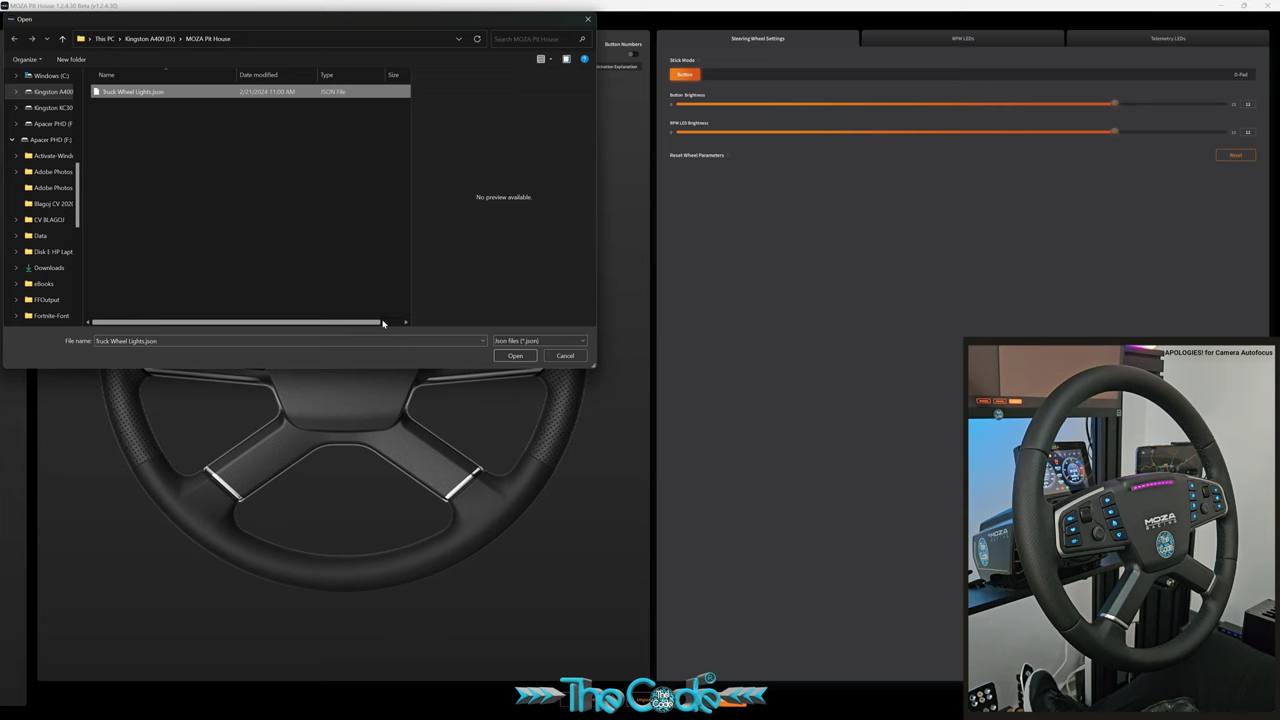 MOZA Pit House 1.2.4.30 Beta (v1.2.4.30)
Open
This PC > Kingston A400 (D:) > MOZA Pit House
Search MOZA Pit House
Organize
New folder
Windows (C:)
Kingston A400
Kingston KC30
Apacer PHD (F
Apacer PHD (F:)
Activate-Windo
Adobe Photos
Adobe Photos
Blagoj CV 2020
CV BLAGOJ
Data
Disk E HP Lapt
Downloads
eBooks
FFOutput
Fortnite-Font
Name
Date modified
Type
Size
Truck Wheel Lights.json
2/21/2024 11:00 AM
JSON File
No preview available.
File name:
Truck Wheel Lights.json
Json files (*.json)
Open
Cancel
Button Numbers
Steering Wheel Settings
RPM LEDs
Telemetry LEDs
Stick Mode
Button
D-Pad
Button Brightness
RPM LED Brightness
Reset Wheel Parameters
Reset
APOLOGIES! for Camera Autofocus
MOZA
RACING
The Code
The Code